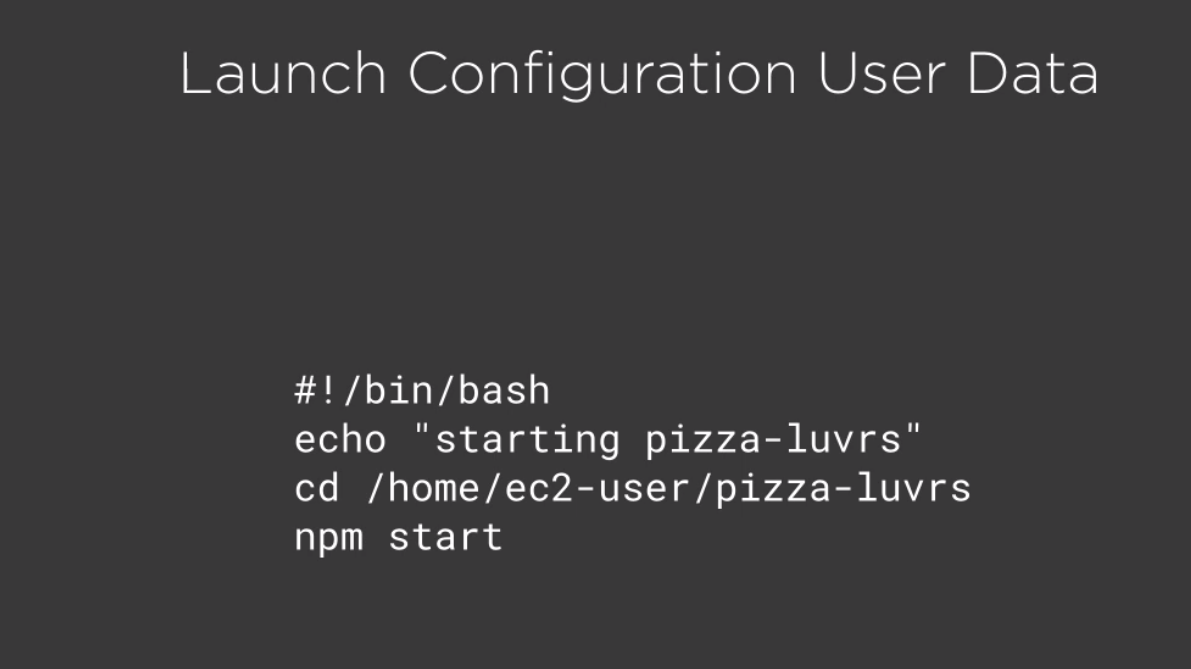 Launch Configuration User Data
#!/bin/bash
echo "starting pizza-luvrs"
cd /home/ec2-user/pizza-luvrs
npm start